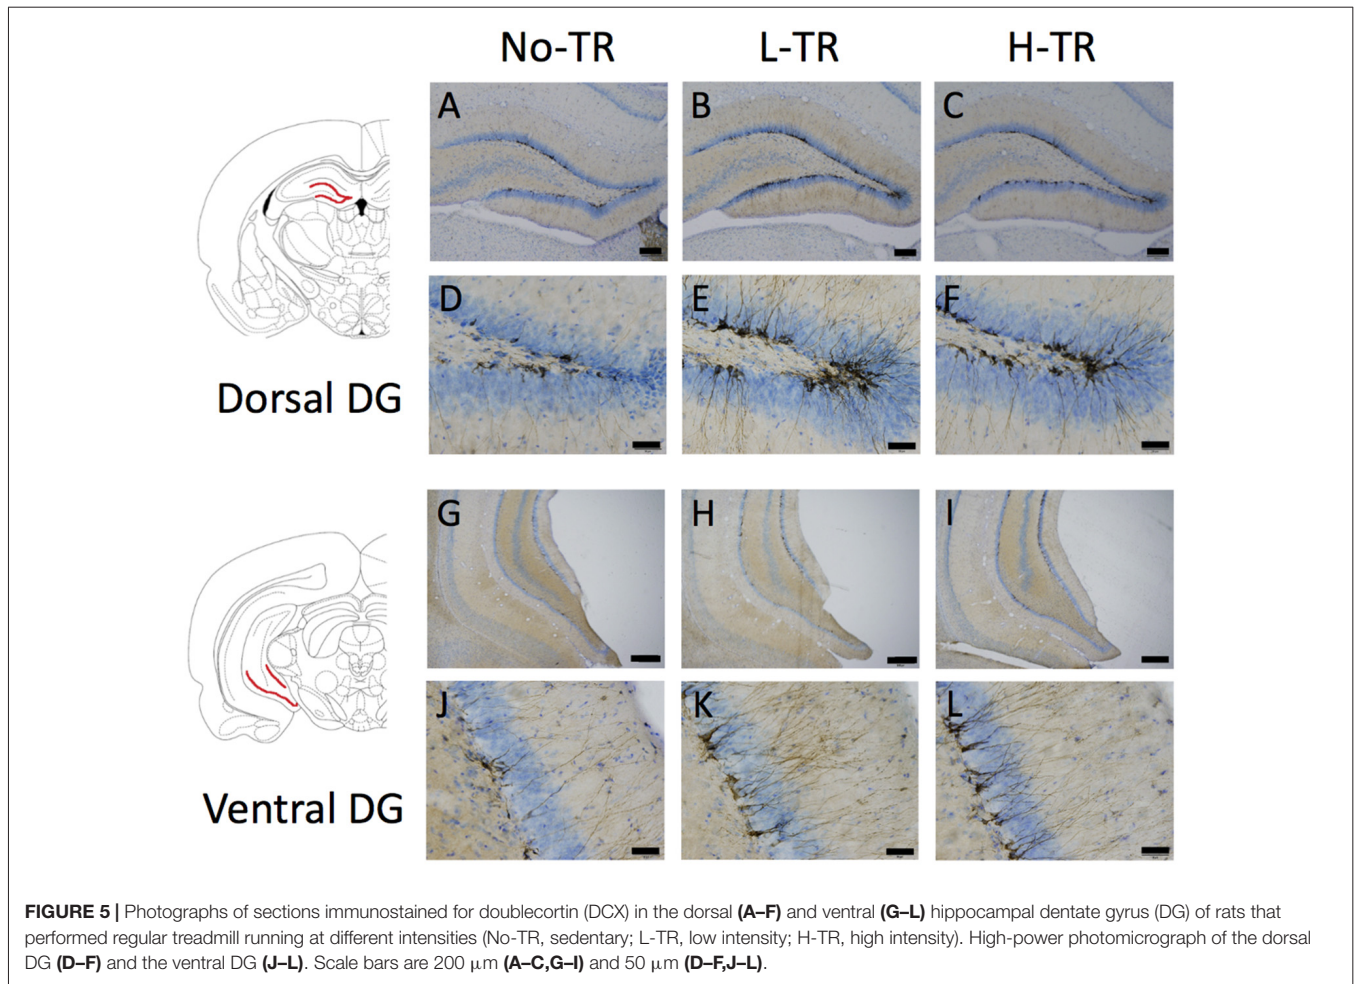 No-TR L-TR H-TR
A B C
D E F
Dorsal DG
G H I
J K L
Ventral DG
FIGURE 5 | Photographs of sections immunostained for doublecortin (DCX) in the dorsal (A–F) and ventral (G–L) hippocampal dentate gyrus (DG) of rats that
performed regular treadmill running at different intensities (No-TR, sedentary; L-TR, low intensity; H-TR, high intensity). High-power photomicrograph of the dorsal
DG (D–F) and the ventral DG (J–L). Scale bars are 200 μm (A–C,G–I) and 50 μm (D–F,J–L).